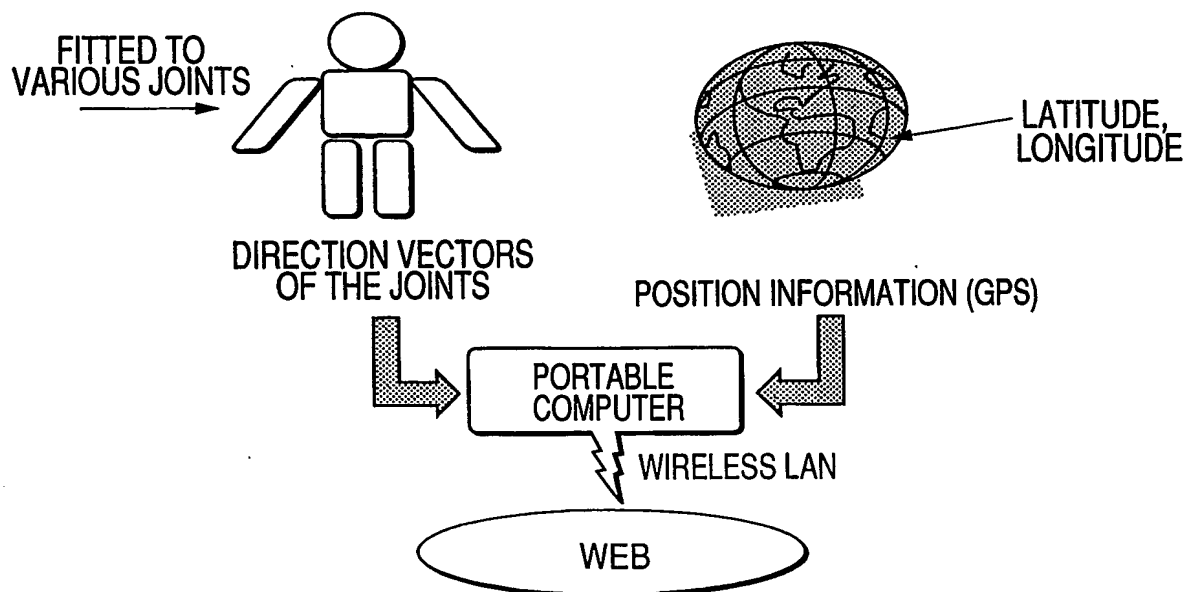 FITTED TO
VARIOUS JOINTS
LATITUDE,
LONGITUDE
DIRECTION VECTORS
OF THE JOINTS
POSITION INFORMATION (GPS)
PORTABLE
COMPUTER
WIRELESS LAN
WEB